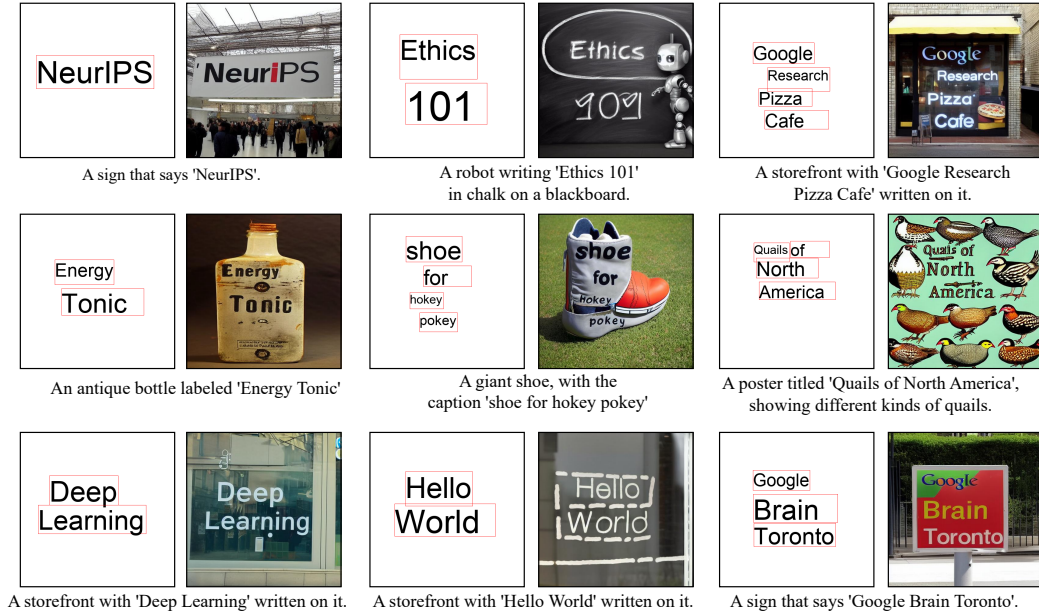 NeurIPS
' NeuriPS
A sign that says 'NeurIPS'.
Ethics
101
Ethics
101
A robot writing 'Ethics 101'
in chalk on a blackboard.
Google
Research
Pizza
Cafe
Google
Research
Pizza
Cafe
A storefront with 'Google Research
Pizza Cafe' written on it.
Energy
Tonic
Energy
Tonic
An antique bottle labeled 'Energy Tonic'
shoe
for
hokey
pokey
shoe
for
Hokey
pokey
A giant shoe, with the
caption 'shoe for hokey pokey'
Quails of
North
America
Quails of
North
America
A poster titled 'Quails of North America',
showing different kinds of quails.
Deep
Learning
Deep
Learning
A storefront with 'Deep Learning' written on it.
Hello
World
Hello
World
A storefront with 'Hello World' written on it.
Google
Brain
Toronto
Google
Brain
Toronto
A sign that says 'Google Brain Toronto'.